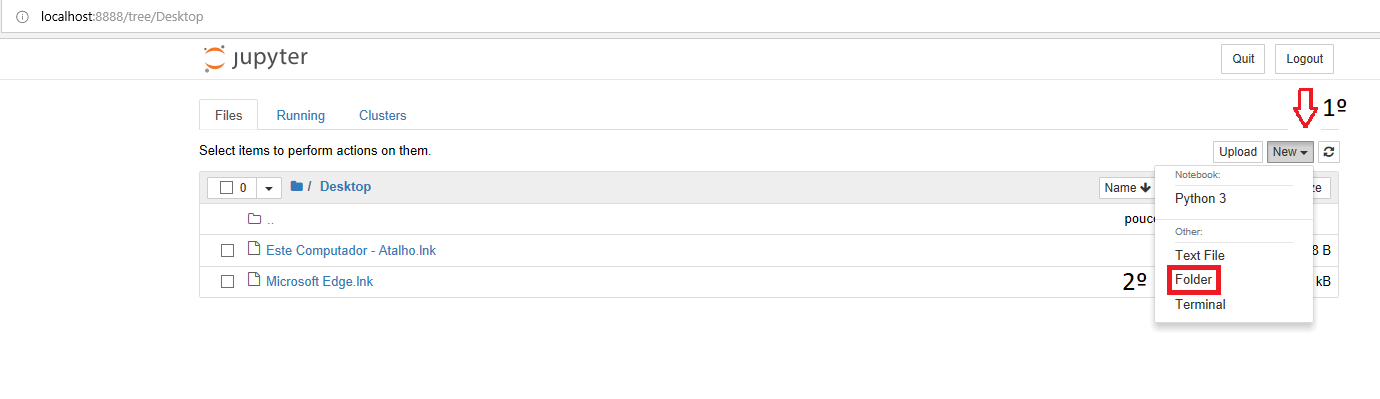 localhost:8888/tree/Desktop
jupyter
Quit Logout
Files Running Clusters
1º
Select items to perform actions on them.
Upload New
0 / Desktop
Name
ze
Notebook:
Python 3
..
pouco
Other:
Este Computador - Atalho.lnk
8 B
Text File
Microsoft Edge.lnk
2º
Folder
kB
Terminal